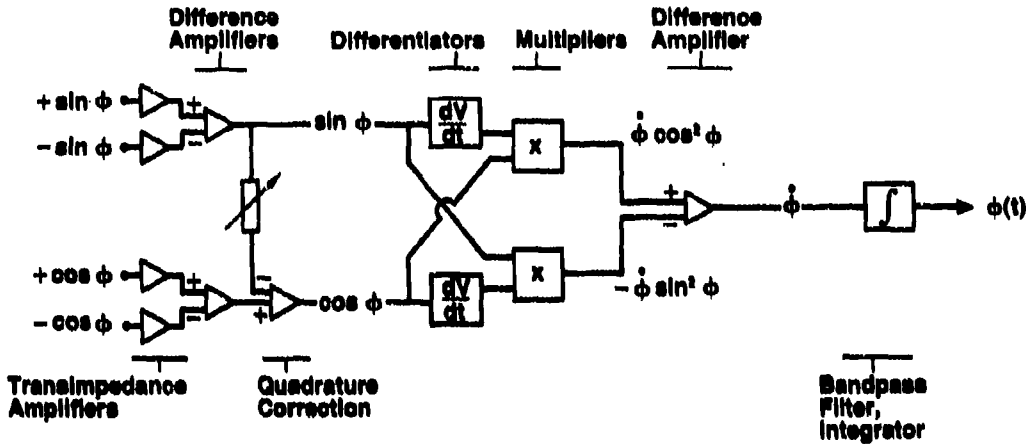 Difference
Amplifiers
Differentiators
Multipliers
Difference
Amplifier
+ sin ϕ
+
− sin ϕ
−
sin ϕ
dV
dt
x
ϕ̇ cos² ϕ
+
−
ϕ̇
∫
ϕ(t)
+ cos ϕ
+
− cos ϕ
−
−
+
cos ϕ
dV
dt
x
− ϕ̇ sin² ϕ
Transimpedance
Amplifiers
Quadrature
Correction
Bandpass
Filter,
Integrator